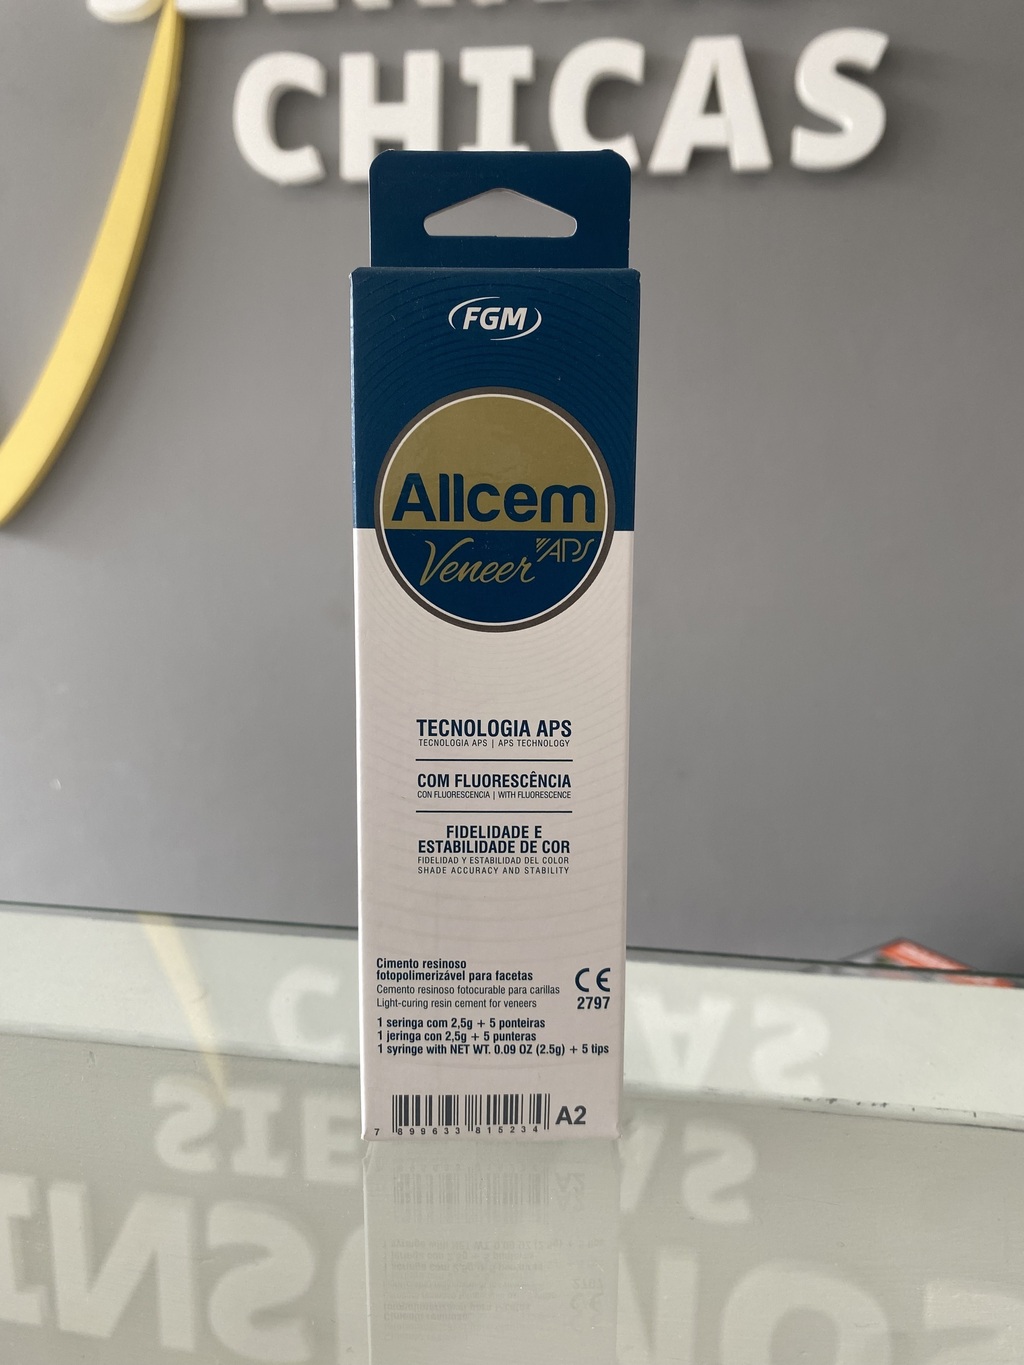 CHICAS
FGM
Allcem
Veneer APS
TECNOLOGIA APS
TECNOLOGIA APS | APS TECHNOLOGY
COM FLUORESCÊNCIA
CON FLUORESCENCIA | WITH FLUORESCENCE
FIDELIDADE E
ESTABILIDADE DE COR
FIDELIDAD Y ESTABILIDAD DEL COLOR
SHADE ACCURACY AND STABILITY
Cimento resinoso
fotopolimerizável para facetas
Cemento resinoso fotocurable para carillas
Light-curing resin cement for veneers
CE
2797
1 seringa com 2,5g + 5 ponteiras
1 jeringa con 2,5g + 5 punteras
1 syringe with NET WT. 0.09 OZ (2.5g) + 5 tips
7 899633 815234
A2